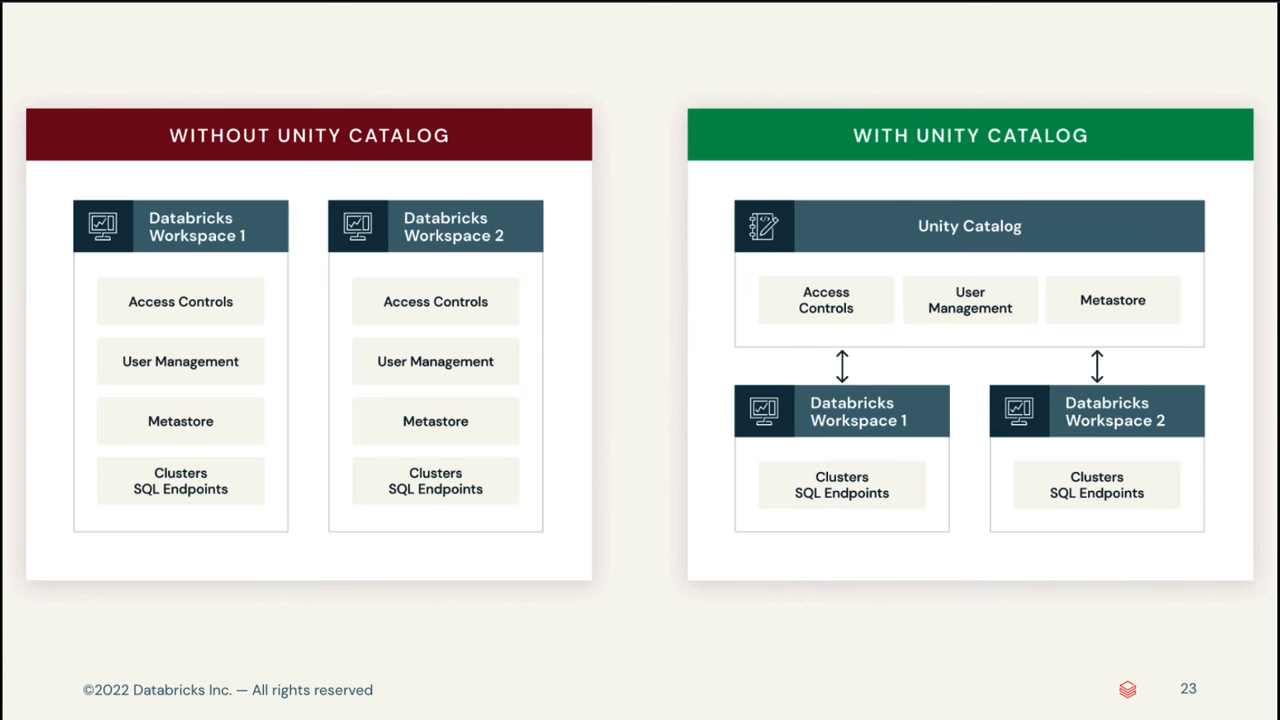 WITHOUT UNITY CATALOG
Databricks
Workspace 1
Access Controls
User Management
Metastore
Clusters
SQL Endpoints
Databricks
Workspace 2
Access Controls
User Management
Metastore
Clusters
SQL Endpoints
WITH UNITY CATALOG
Unity Catalog
Access
Controls
User
Management
Metastore
Databricks
Workspace 1
Clusters
SQL Endpoints
Databricks
Workspace 2
Clusters
SQL Endpoints
©2022 Databricks Inc. — All rights reserved
23